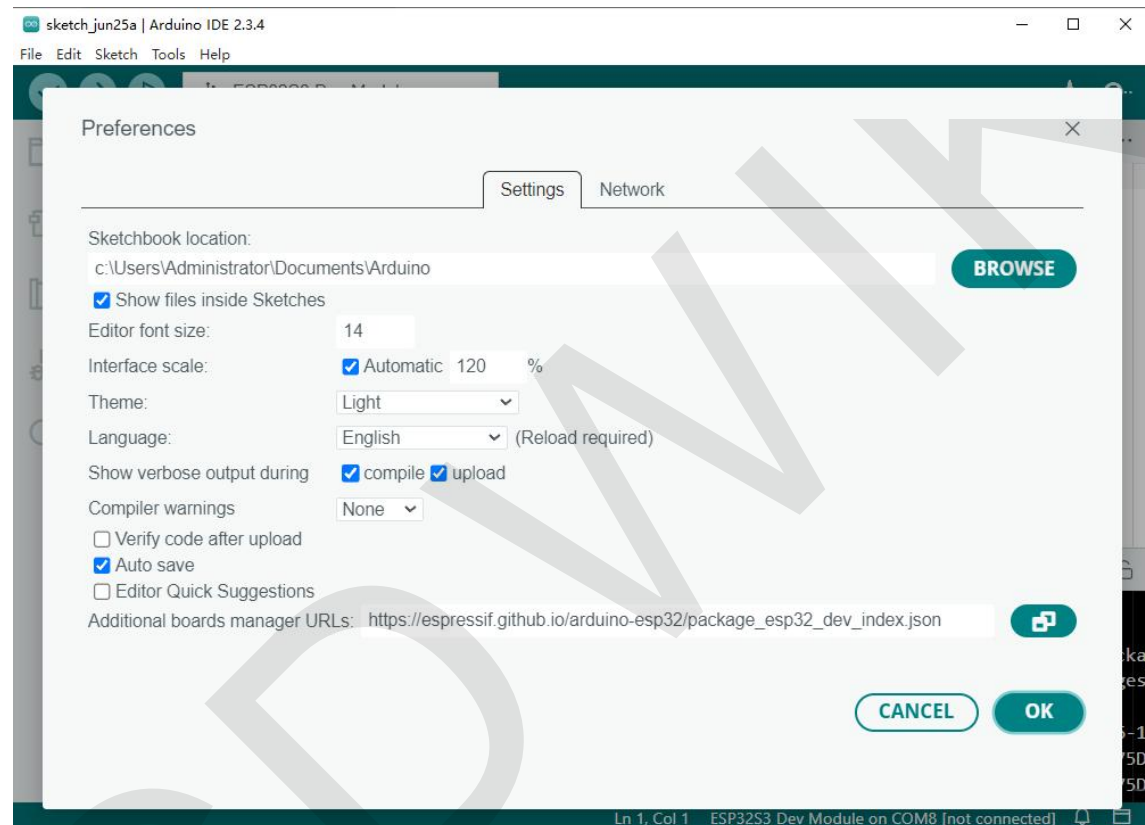 sketch_jun25a | Arduino IDE 2.3.4
File Edit Sketch Tools Help
Preferences
Settings Network
Sketchbook location:
c:\Users\Administrator\Documents\Arduino BROWSE
Show files inside Sketches
Editor font size: 14
Interface scale: Automatic 120 %
Theme: Light
Language: English (Reload required)
Show verbose output during compile upload
Compiler warnings None
Verify code after upload
Auto save
Editor Quick Suggestions
Additional boards manager URLs: https://espressif.github.io/arduino-esp32/package_esp32_dev_index.json
CANCEL OK
Ln 1, Col 1 ESP32S3 Dev Module on COM8 [not connected]